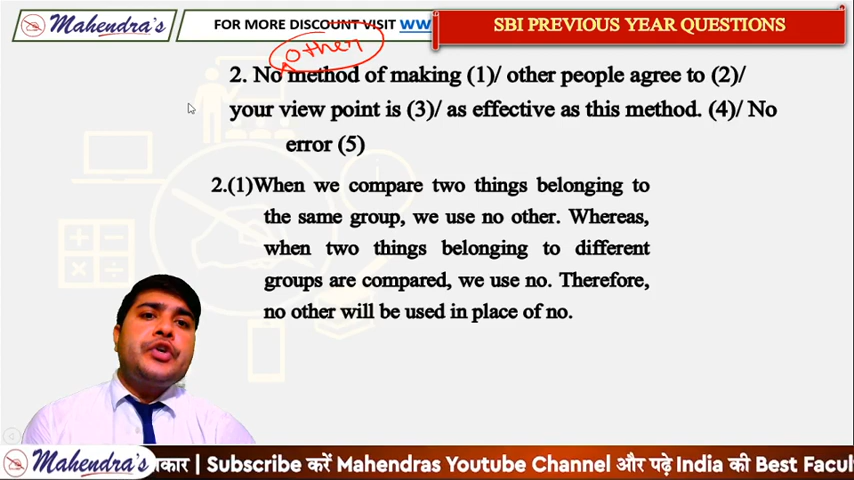 Mahendra's
FOR MORE DISCOUNT VISIT WW
SBI PREVIOUS YEAR QUESTIONS
other
2. No method of making (1)/ other people agree to (2)/
your view point is (3)/ as effective as this method. (4)/ No
error (5)
2.(1)When we compare two things belonging to
the same group, we use no other. Whereas,
when two things belonging to different
groups are compared, we use no. Therefore,
no other will be used in place of no.
Mahendra's
कार | Subscribe करें Mahendras Youtube Channel और पढ़े India की Best Facul